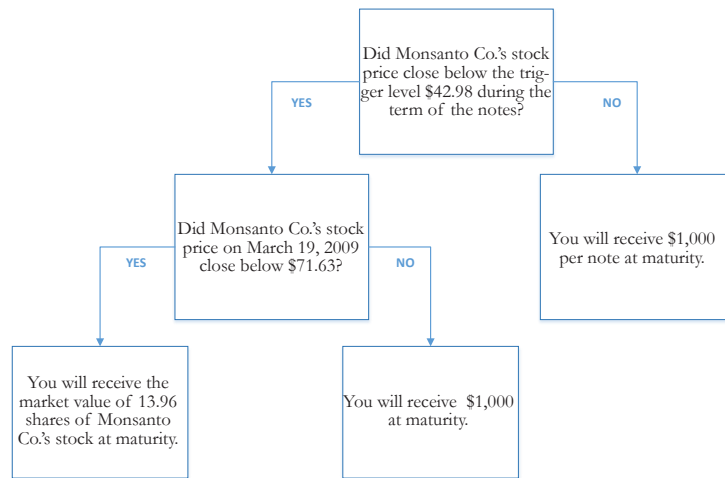 Did Monsanto Co.'s stock
price close below the trig-
ger level $42.98 during the
term of the notes?
YES
NO
Did Monsanto Co.'s stock
price on March 19, 2009
close below $71.63?
You will receive $1,000
per note at maturity.
YES
NO
You will receive the
market value of 13.96
shares of Monsanto
Co.'s stock at maturity.
You will receive $1,000
at maturity.